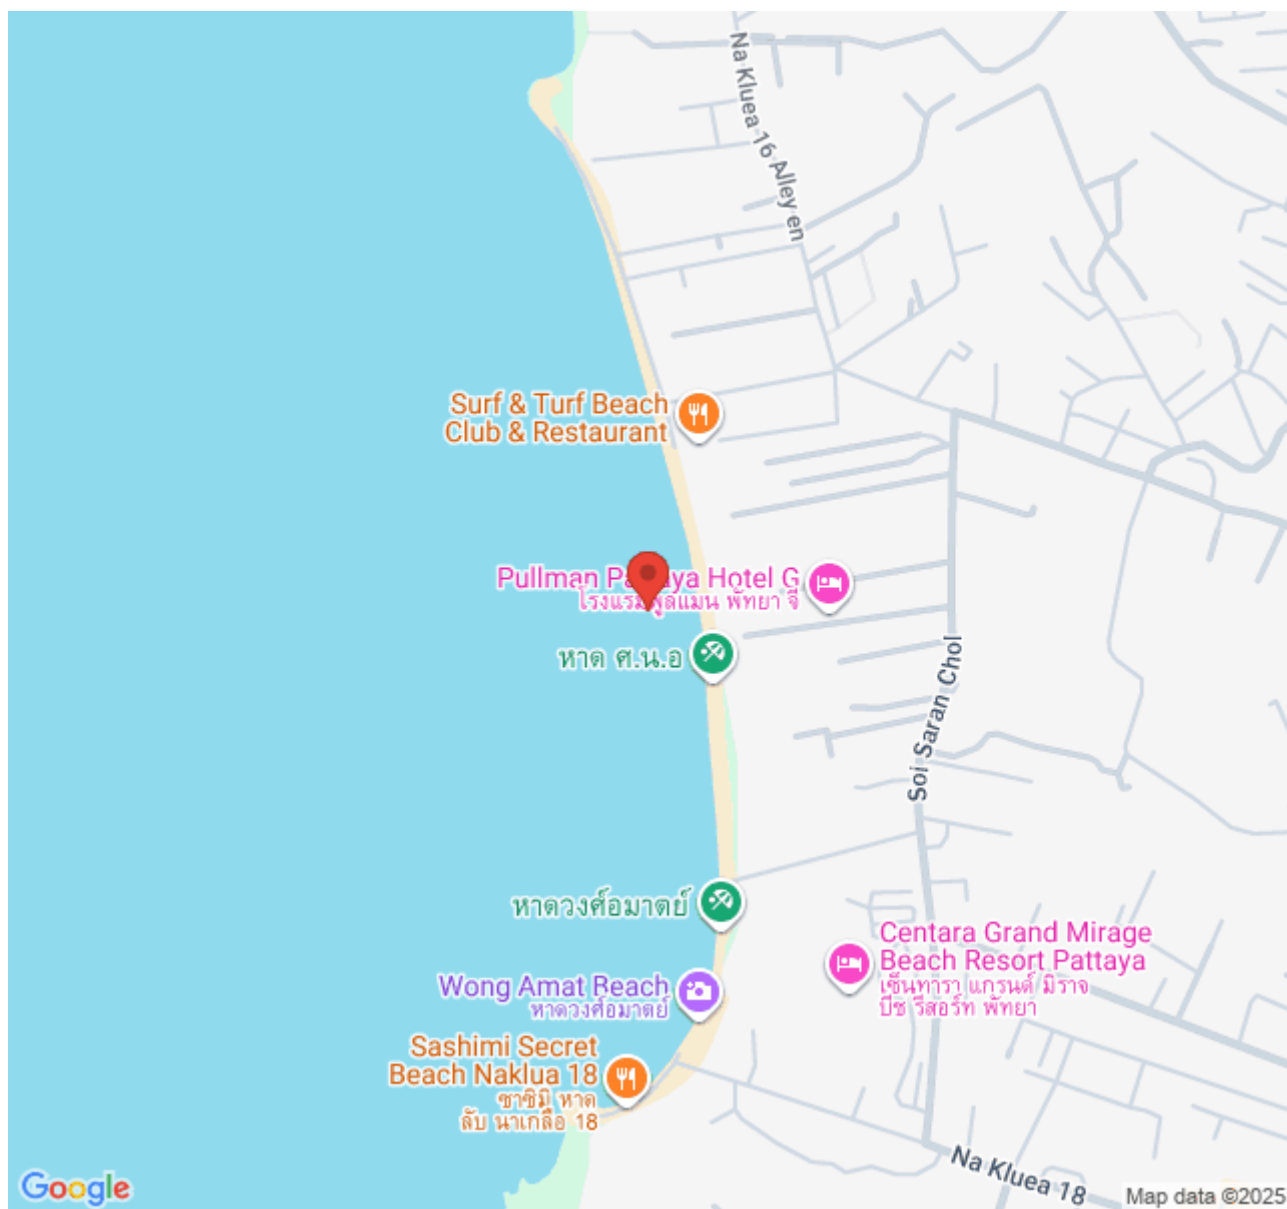 Na Kluea 16 Alley en
Surf & Turf Beach
Club & Restaurant
Pullman Pattaya Hotel G
โรงแรมพูลแมน พัทยา จี
หาด ศ.น.อ
Soi Saran Chol
หาดวงศ์อมาตย์
Centara Grand Mirage
Beach Resort Pattaya
เซ็นทารา แกรนด์ มิราจ
บีช รีสอร์ท พัทยา
Wong Amat Beach
หาดวงศ์อมาตย์
Sashimi Secret
Beach Naklua 18
ซาชิมิ หาด
ลับ นาเกลือ 18
Na Kluea 18
Google
Map data ©2025